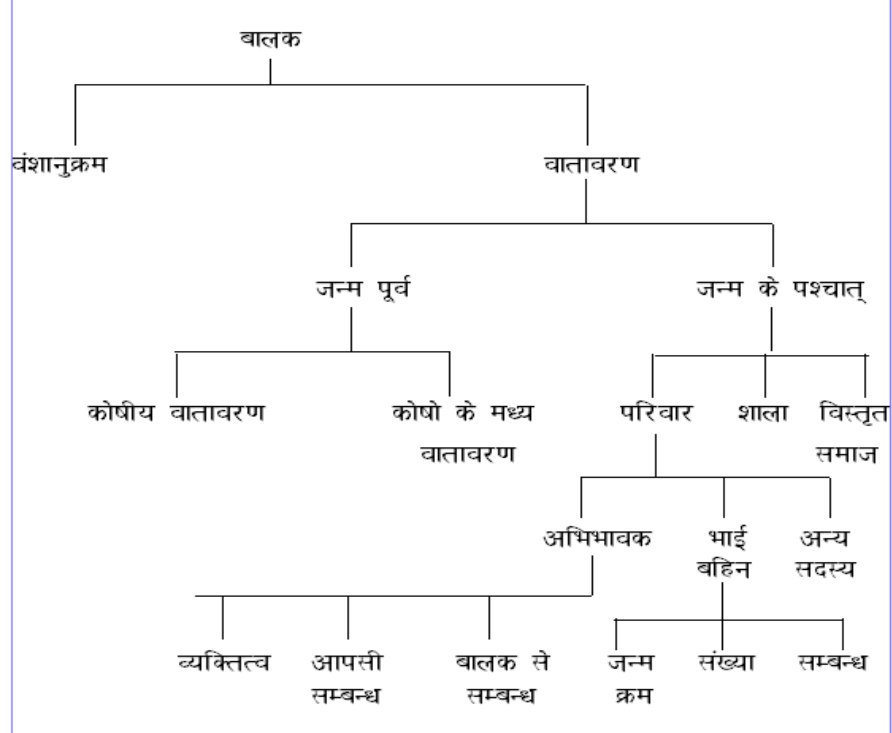 बालक
वंशानुक्रम वातावरण
जन्म पूर्व जन्म के पश्चात्
कोषीय वातावरण कोषो के मध्य परिवार शाला विस्तृत
वातावरण समाज
अभिभावक भाई अन्य
बहिन सदस्य
व्यक्तित्व आपसी बालक से जन्म संख्या सम्बन्ध
सम्बन्ध सम्बन्ध क्रम